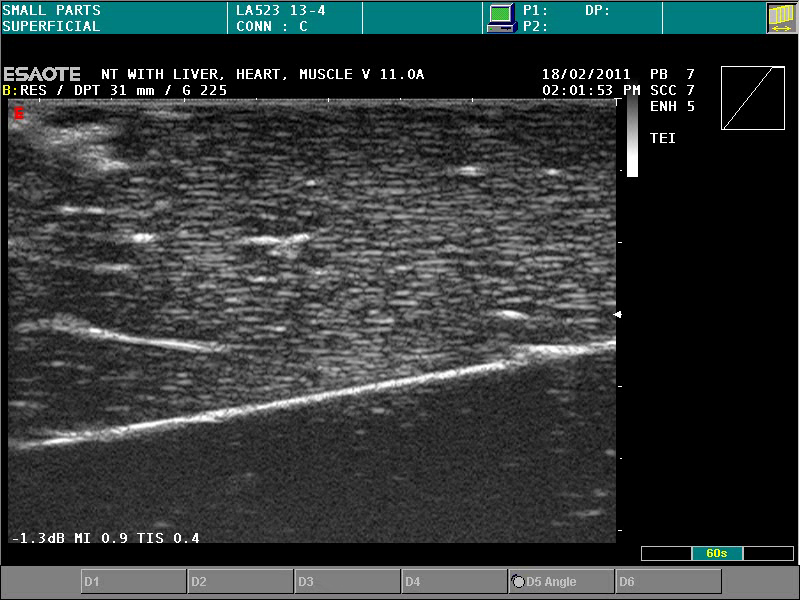 SMALL PARTS
SUPERFICIAL
LA523 13-4
CONN : C
P1: DP:
P2:
ESAOTE NT WITH LIVER, HEART, MUSCLE V 11.0A
18/02/2011 PB 7
B:RES / DPT 31 mm / G 225
02:01:53 PM SCC 7
ENH 5
TEI
E
-1.3dB MI 0.9 TIS 0.4
60s
D1 D2 D3 D4 D5 Angle D6